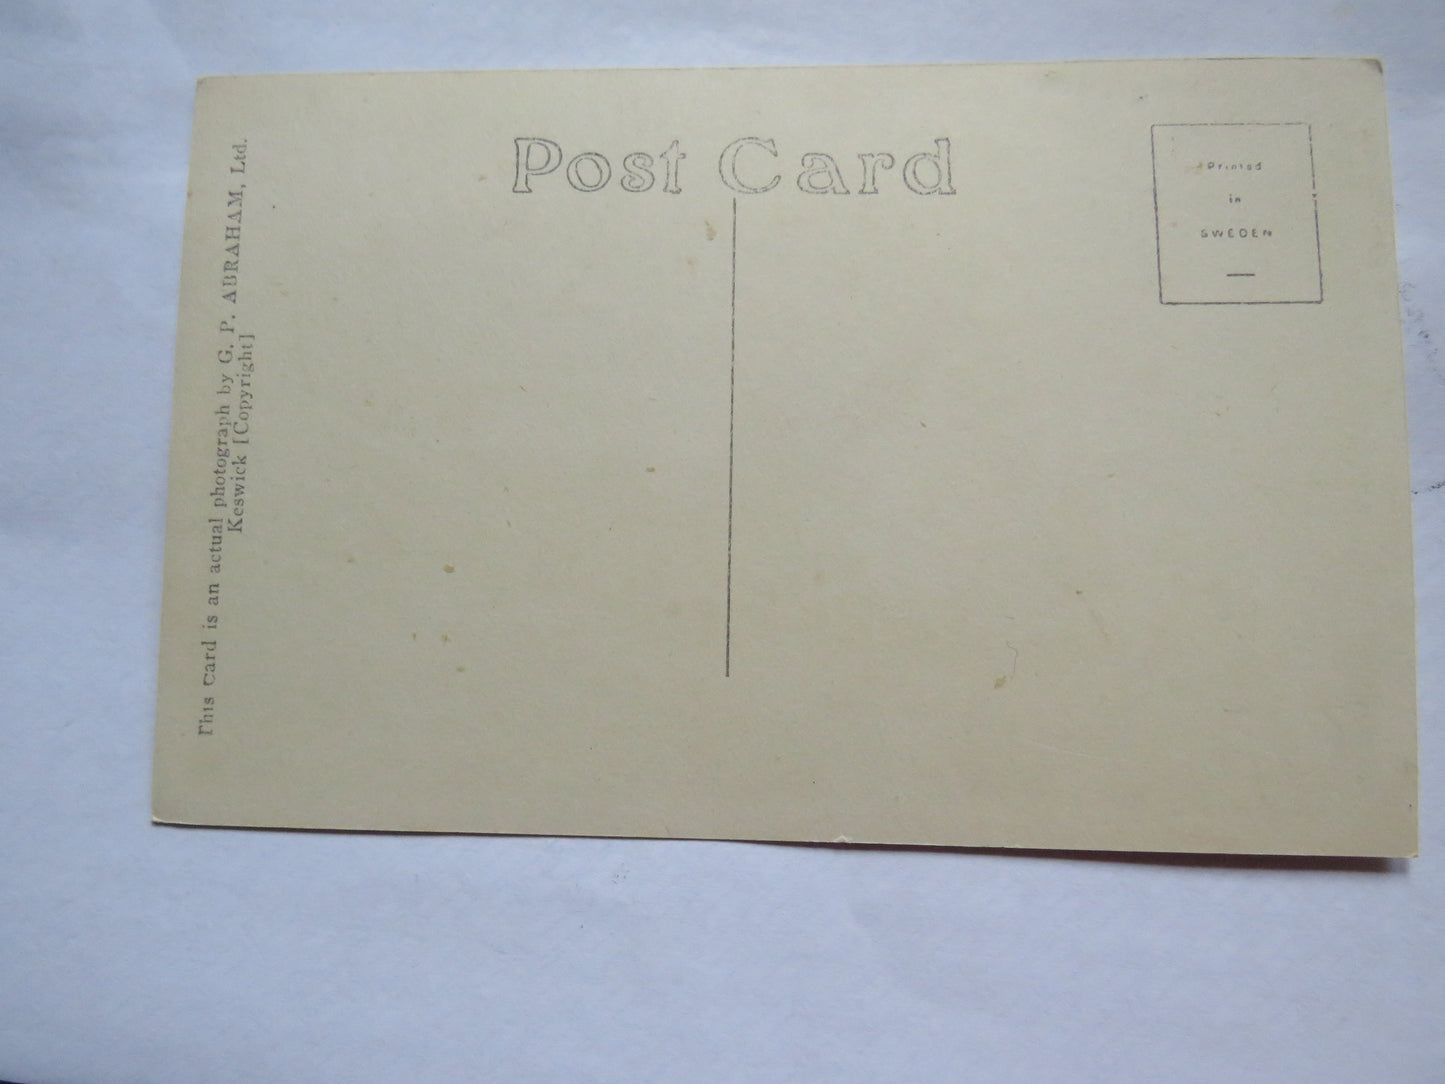 Post Card
Printed
in
SWEDEN
This Card is an actual photograph by G. P. ABRAHAM, Ltd.
Keswick [Copyright]